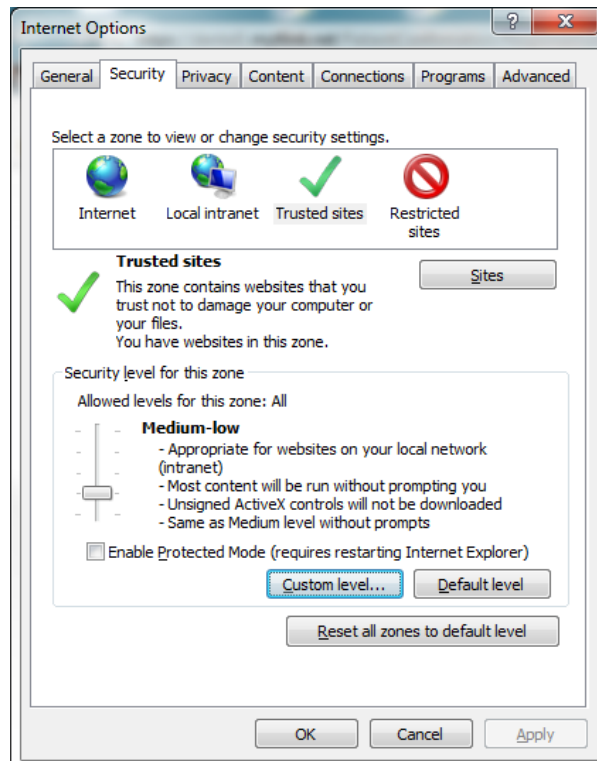 Internet Options
?
X
General Security Privacy Content Connections Programs Advanced
Select a zone to view or change security settings.
Internet Local intranet Trusted sites Restricted
sites
Trusted sites
Sites
This zone contains websites that you
trust not to damage your computer or
your files.
You have websites in this zone.
Security level for this zone
Allowed levels for this zone: All
Medium-low
- Appropriate for websites on your local network
(intranet)
- Most content will be run without prompting you
- Unsigned ActiveX controls will not be downloaded
- Same as Medium level without prompts
Enable Protected Mode (requires restarting Internet Explorer)
Custom level... Default level
Reset all zones to default level
OK Cancel Apply